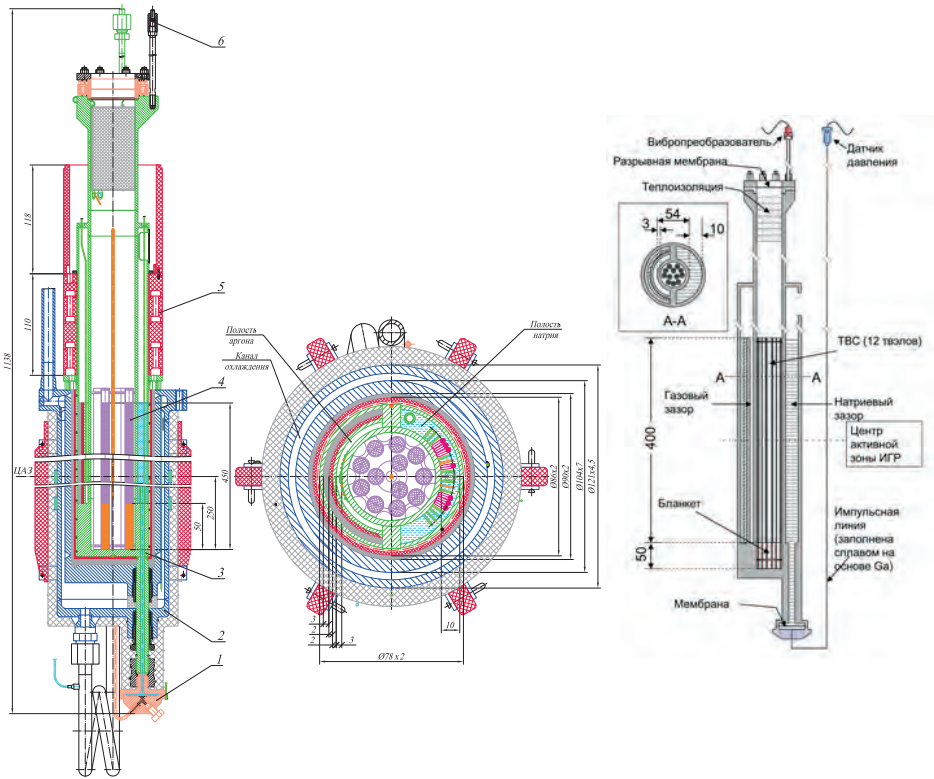 6
118
110
1138
5
4
ЦАЗ
450
250
50
3
2
1
Полость
аргона
Канал
охлаждения
Полость
натрия
Ø86х2
Ø90х2
Ø104х7
Ø121х4,5
3
2
2
3
10
Ø78 х 2
Вибропреобразователь
Разрывная мембрана
Теплоизоляция
Датчик
давления
54
3
10
А-А
ТВС (12 твэлов)
А
А
Газовый
зазор
Натриевый
зазор
400
Центр
активной
зоны ИГР
Бланкет
50
Импульсная
линия
(заполнена
сплавом на
основе Ga)
Мембрана